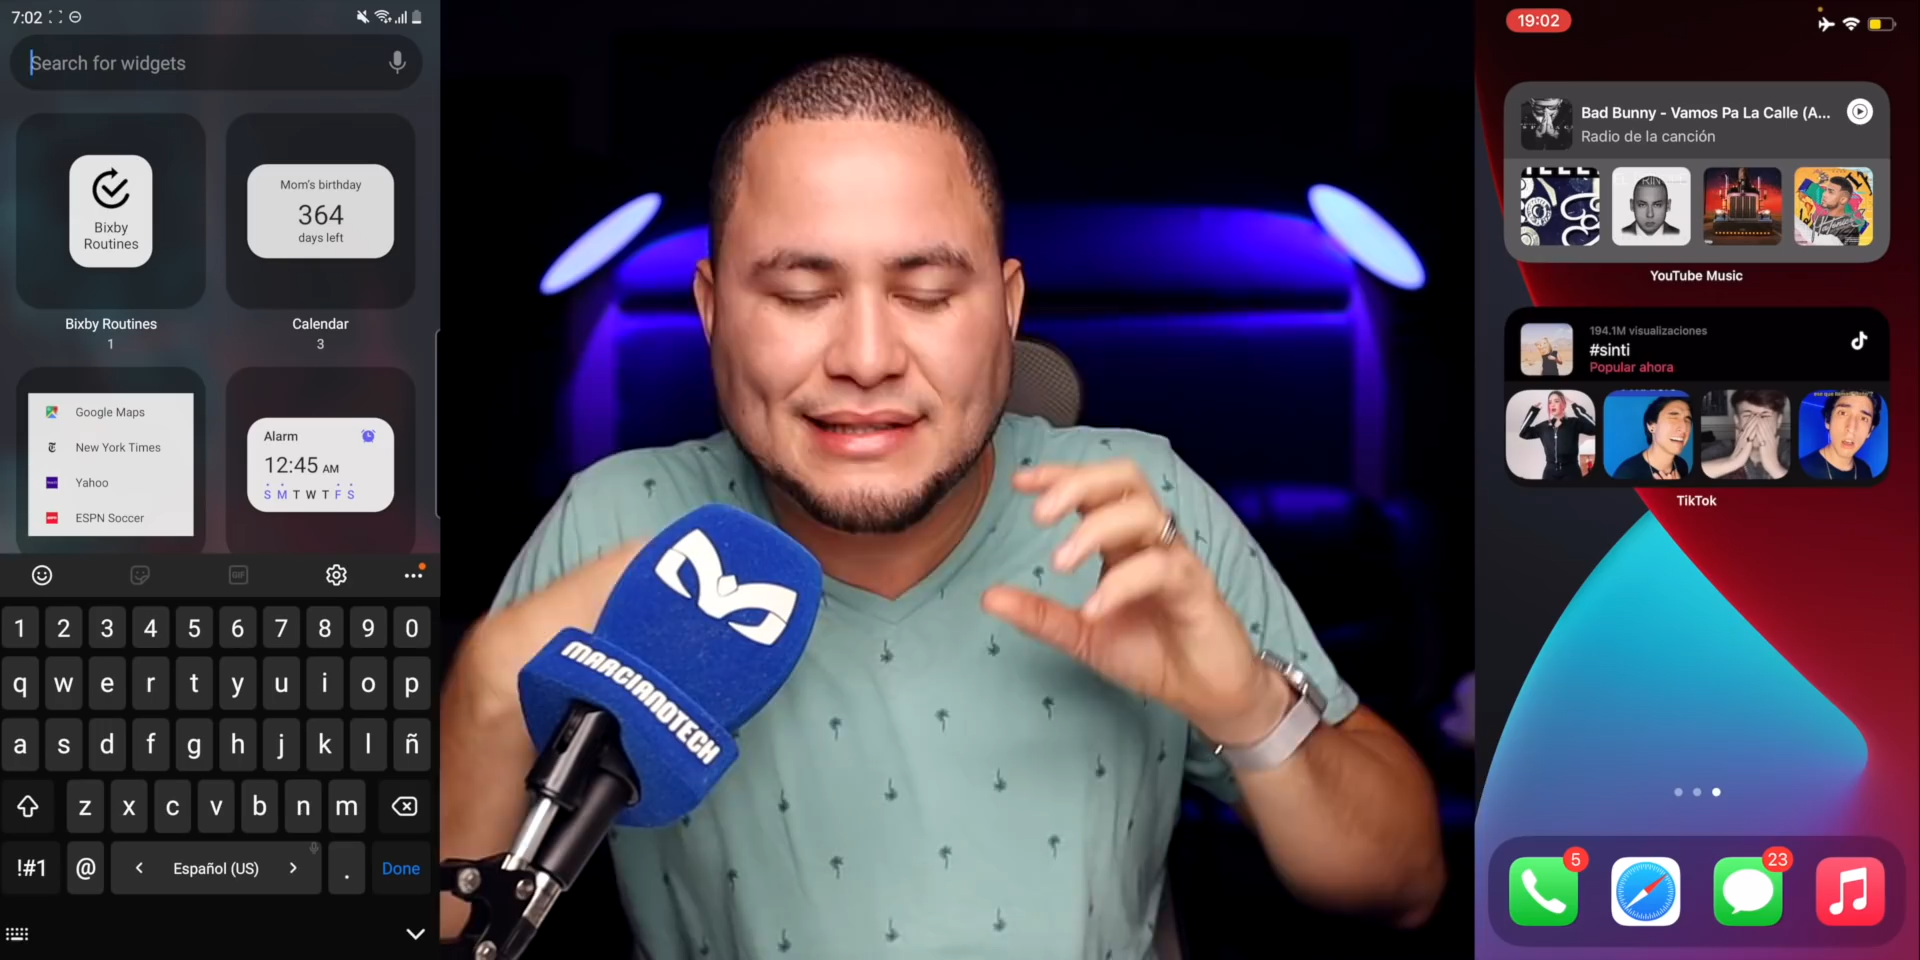 7:02
Search for widgets
Bixby
Routines
Bixby Routines
1
Mom's birthday
364
days left
Calendar
3
Google Maps
New York Times
Yahoo
ESPN Soccer
Alarm
12:45 AM
S M T W T F S
GIF
1 2 3 4 5 6 7 8 9 0
q w e r t y u i o p
a s d f g h j k l ñ
z x c v b n m
!#1 @ < Español (US) > . Done
MARCIANOTECH
19:02
Bad Bunny - Vamos Pa La Calle (A...
Radio de la canción
YouTube Music
194.1M visualizaciones
#sinti
Popular ahora
TikTok
5
23